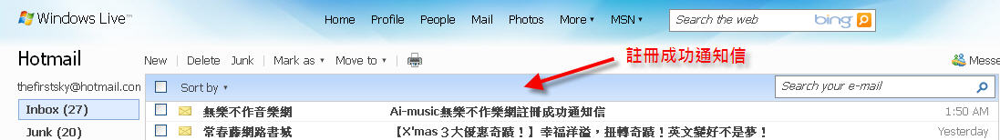 Windows Live™ Home Profile People Mail Photos More MSN Search the web bing
註冊成功通知信
Hotmail New Delete Junk Mark as Move to Messe
thefirstsky@hotmail.con Sort by Search your e-mail
Inbox (27) 無樂不作音樂網 Ai-music無樂不作樂網註冊成功通知信 1:50 AM
Junk (20) 常春藤網路書城 【X'mas３大優惠奇蹟！】幸福洋溢，扭轉奇蹟！英文變好不是夢！ Yesterday